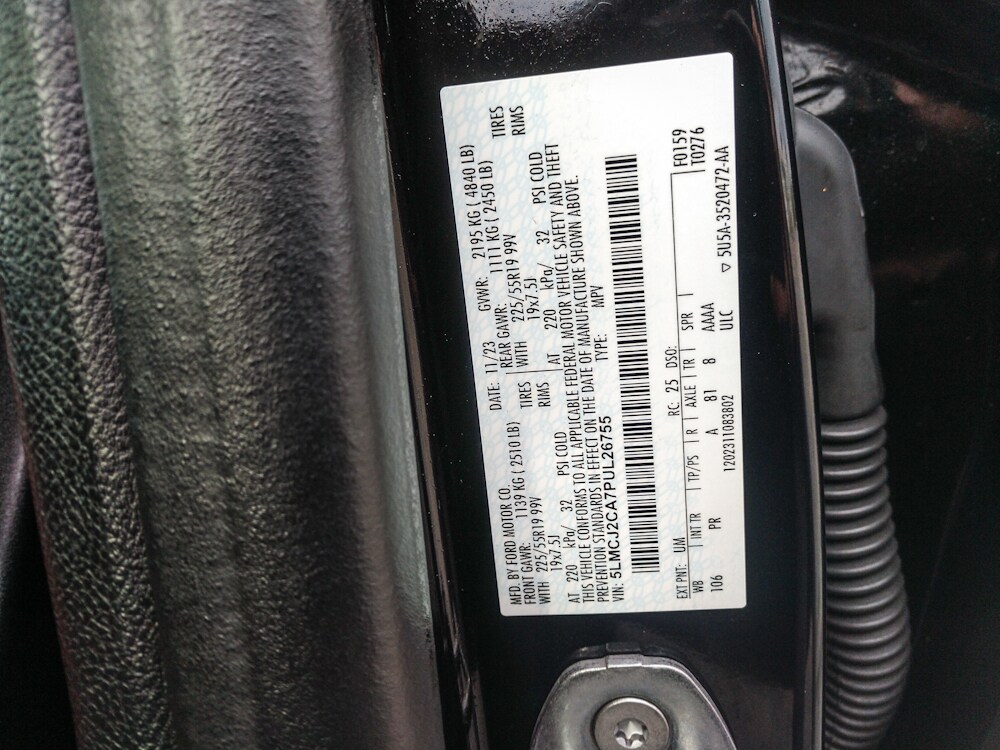 MFD. BY FORD MOTOR CO. DATE: 11/23 GVWR: 2195 KG ( 4840 LB)
FRONT GAWR: 1139 KG ( 2510 LB) REAR GAWR: 1111 KG ( 2450 LB)
WITH 225/55R19 99V TIRES WITH 225/55R19 99V TIRES
19x7.5J RIMS 19x7.5J RIMS
AT 220 kPa/ 32 PSI COLD AT 220 kPa/ 32 PSI COLD
THIS VEHICLE CONFORMS TO ALL APPLICABLE FEDERAL MOTOR VEHICLE SAFETY AND THEFT
PREVENTION STANDARDS IN EFFECT ON THE DATE OF MANUFACTURE SHOWN ABOVE.
VIN: 5LMCJ2CA7PUL26755 TYPE: MPV
EXT PNT: UM RC: 25 DSO: F0159
WB INT TR TP/PS R AXLE TR SPR T0276
106 PR A 81 8 AAAA
1202311083802 ULC ▽ 5U5A-3520472-AA